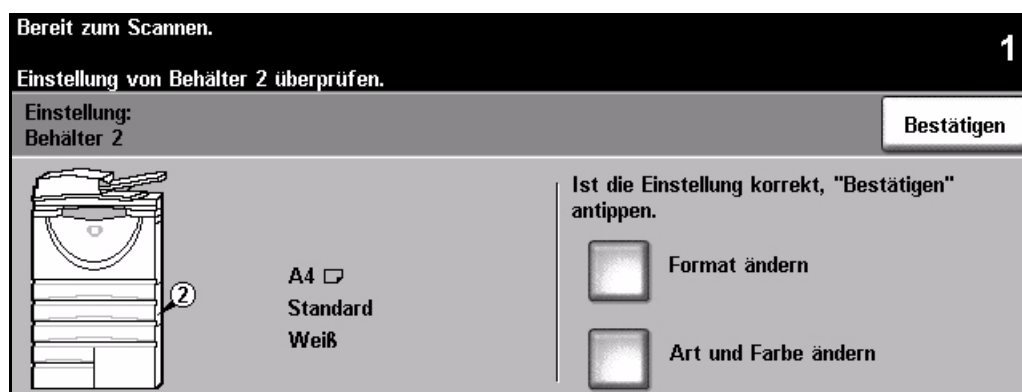 Bereit zum Scannen.
1
Einstellung von Behälter 2 überprüfen.
Einstellung:
Behälter 2
Bestätigen
Ist die Einstellung korrekt, "Bestätigen"
antippen.
Format ändern
2
A4
Standard
Weiß
Art und Farbe ändern